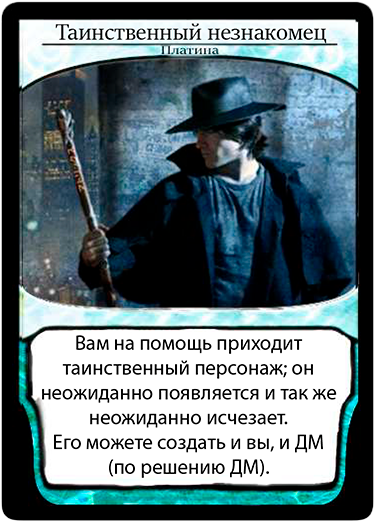 Таинственный незнакомец
Платина
Вам на помощь приходит
таинственный персонаж; он
неожиданно появляется и так же
неожиданно исчезает.
Его можете создать и вы, и ДМ
(по решению ДМ).